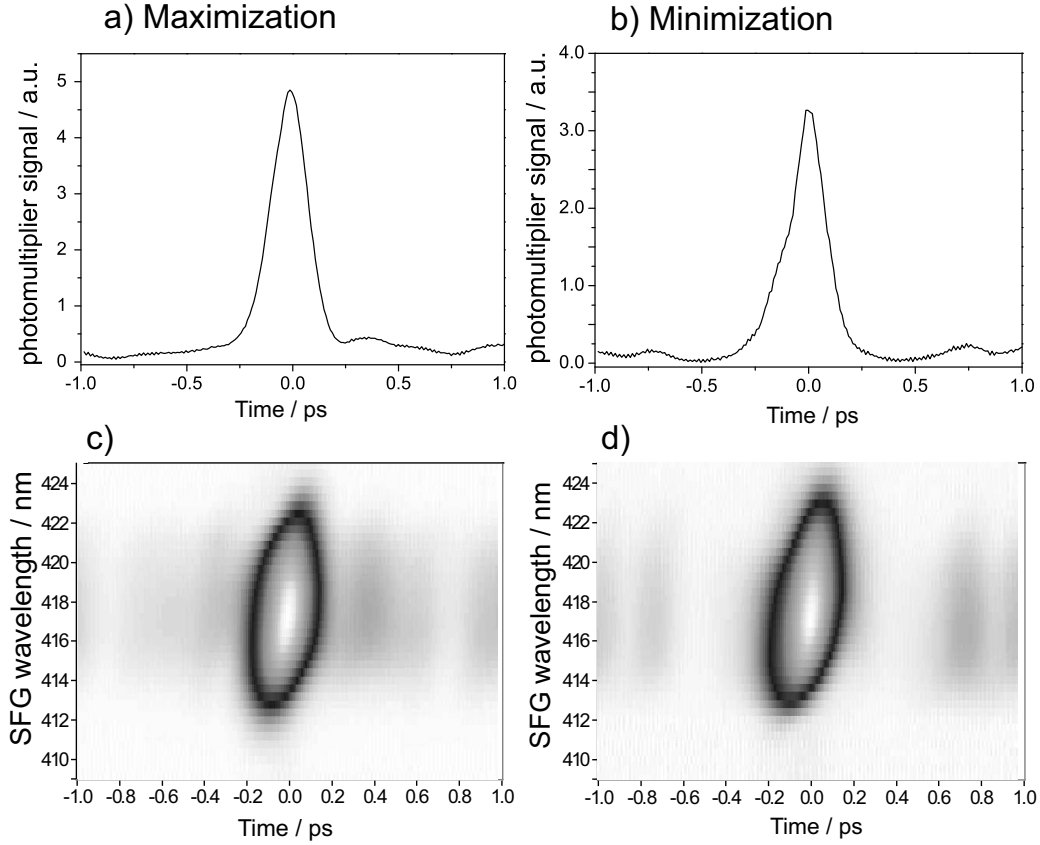 a) Maximization
b) Minimization
photomultiplier signal / a.u.
5
4
3
2
1
0
-1.0 -0.5 0.0 0.5 1.0
Time / ps
photomultiplier signal / a.u.
4.0
3.0
2.0
1.0
0.0
-1.0 -0.5 0.0 0.5 1.0
Time / ps
c)
SFG wavelength / nm
424
422
420
418
416
414
412
410
-1.0 -0.8 -0.6 -0.4 -0.2 0.0 0.2 0.4 0.6 0.8 1.0
Time / ps
d)
SFG wavelength / nm
424
422
420
418
416
414
412
410
-1.0 -0.8 -0.6 -0.4 -0.2 0.0 0.2 0.4 0.6 0.8 1.0
Time / ps